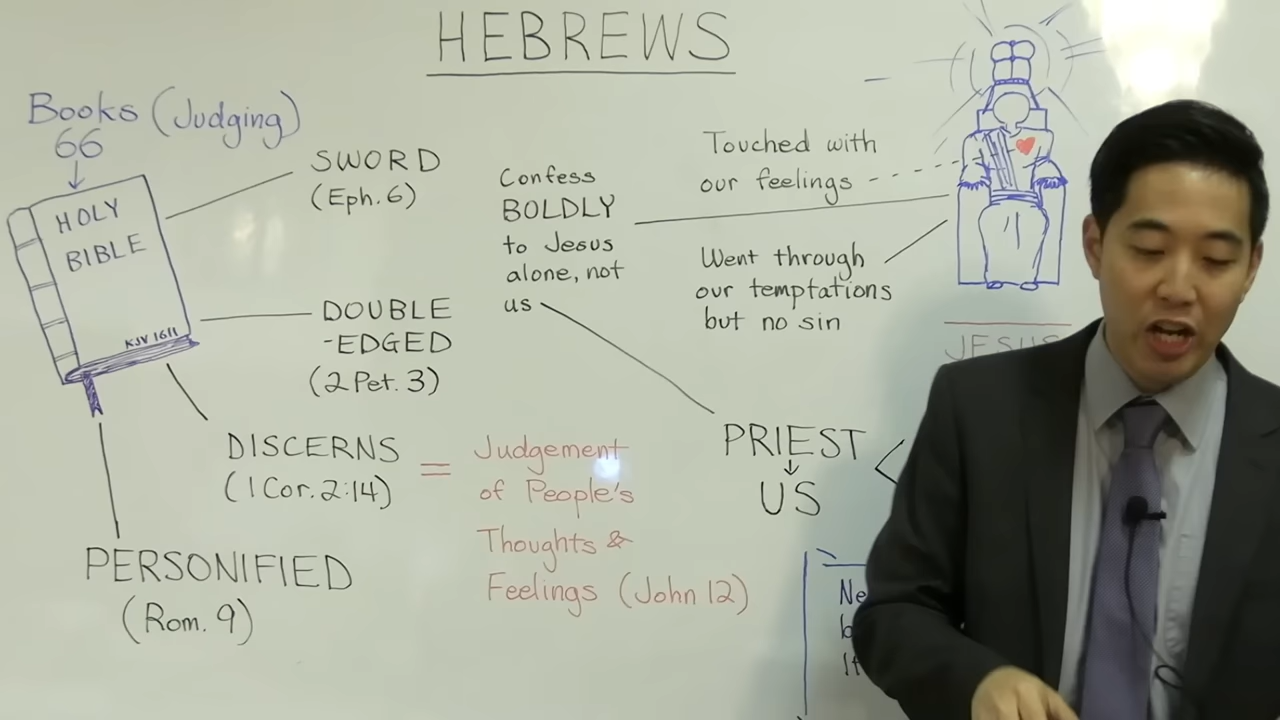 HEBREWS
Books (Judging)
66
HOLY
BIBLE
KJV 1611
SWORD
(Eph. 6)
DOUBLE
-EDGED
(2 Pet. 3)
DISCERNS
(1 Cor. 2:14)
=
Judgement
of People's
Thoughts &
Feelings (John 12)
PERSONIFIED
(Rom. 9)
Confess
BOLDLY
to Jesus
alone, not
us
Touched with
our feelings
Went through
our temptations
but no sin
JESUS
PRIEST
US